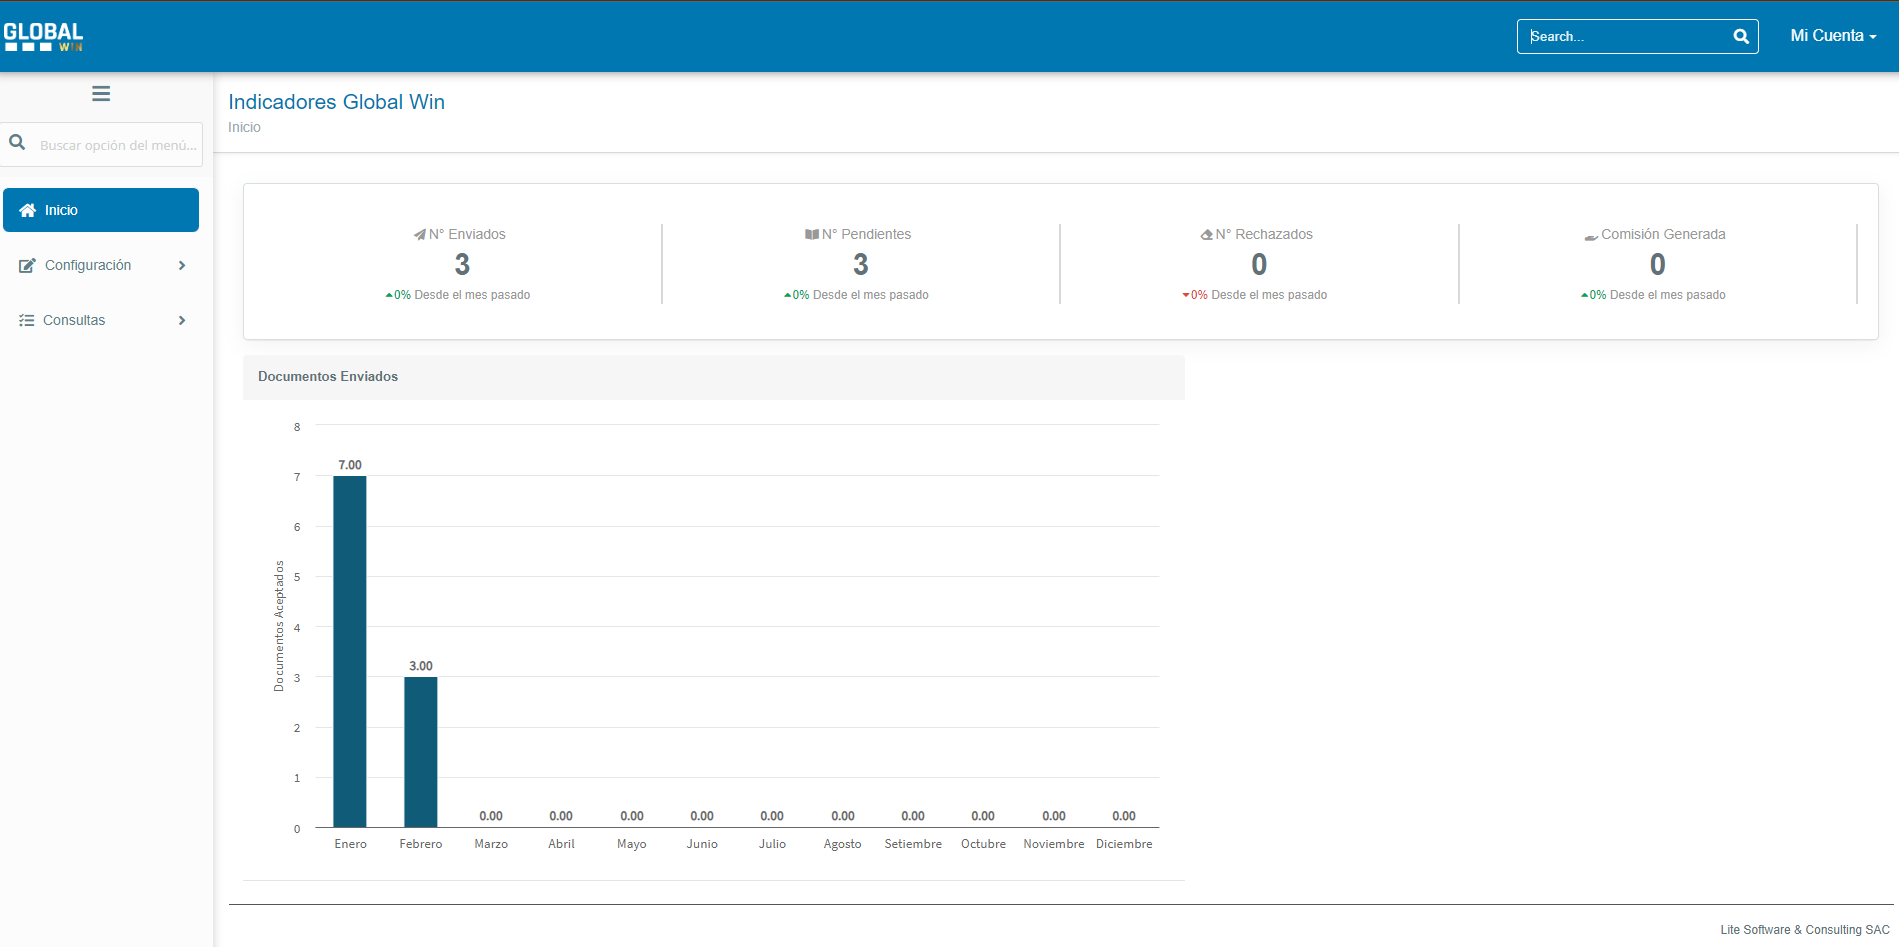 GLOBAL
WIN
Search...
Mi Cuenta
Indicadores Global Win
Inicio
Buscar opción del menú...
Inicio
Configuración
Consultas
N° Enviados
3
0% Desde el mes pasado
N° Pendientes
3
0% Desde el mes pasado
N° Rechazados
0
0% Desde el mes pasado
Comisión Generada
0
0% Desde el mes pasado
Documentos Enviados
Documentos Aceptados
8
7
6
5
4
3
2
1
0
7.00
3.00
0.00 0.00 0.00 0.00 0.00 0.00 0.00 0.00 0.00 0.00
Enero Febrero Marzo Abril Mayo Junio Julio Agosto Setiembre Octubre Noviembre Diciembre
Lite Software & Consulting SAC